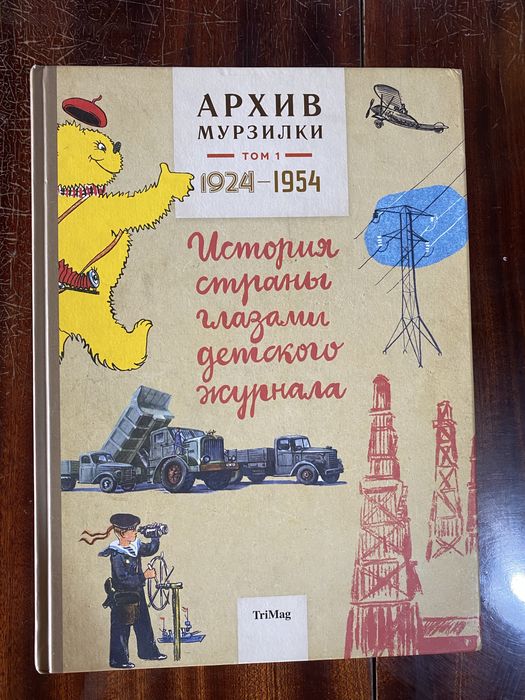 АРХИВ
МУРЗИЛКИ
ТОМ 1
1924–1954
История
страны
глазами
детского
журнала
TriMag